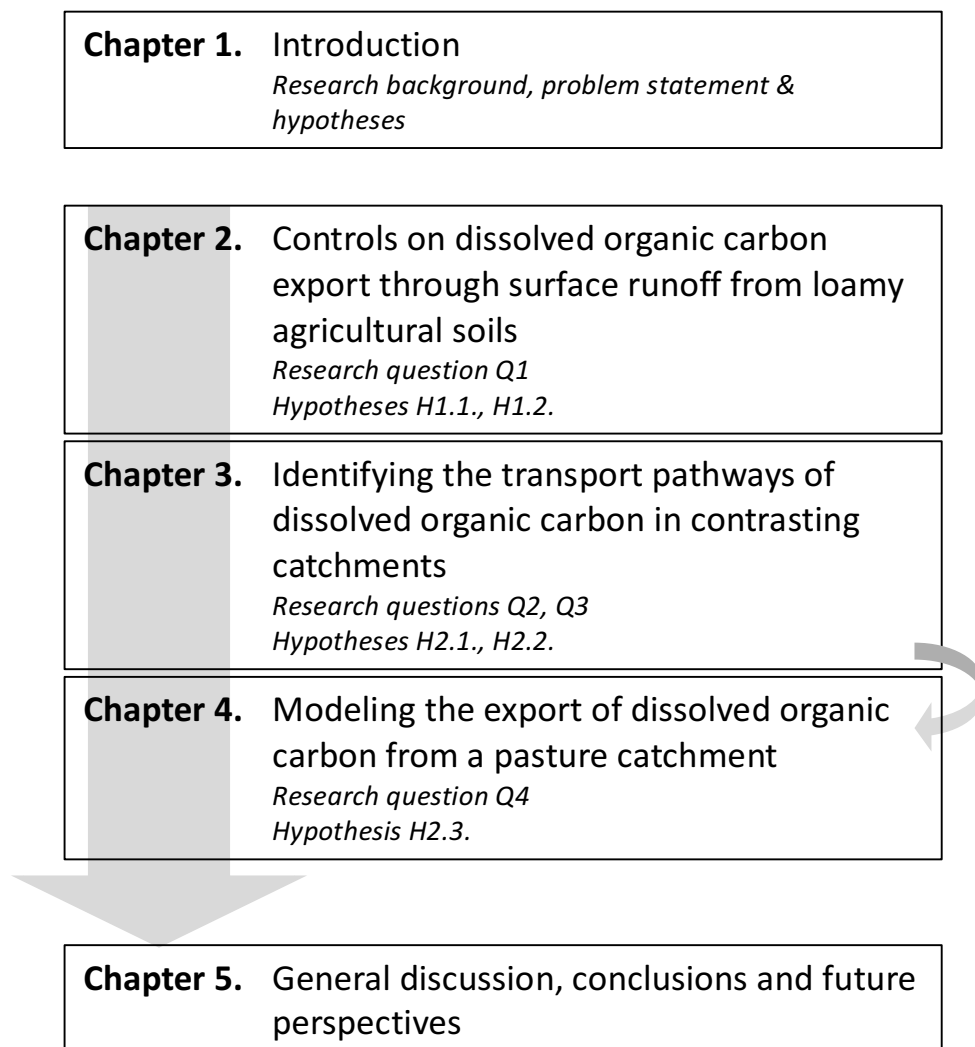 Chapter 1. Introduction
Research background, problem statement &
hypotheses
Chapter 2. Controls on dissolved organic carbon
export through surface runoff from loamy
agricultural soils
Research question Q1
Hypotheses H1.1., H1.2.
Chapter 3. Identifying the transport pathways of
dissolved organic carbon in contrasting
catchments
Research questions Q2, Q3
Hypotheses H2.1., H2.2.
Chapter 4. Modeling the export of dissolved organic
carbon from a pasture catchment
Research question Q4
Hypothesis H2.3.
Chapter 5. General discussion, conclusions and future
perspectives